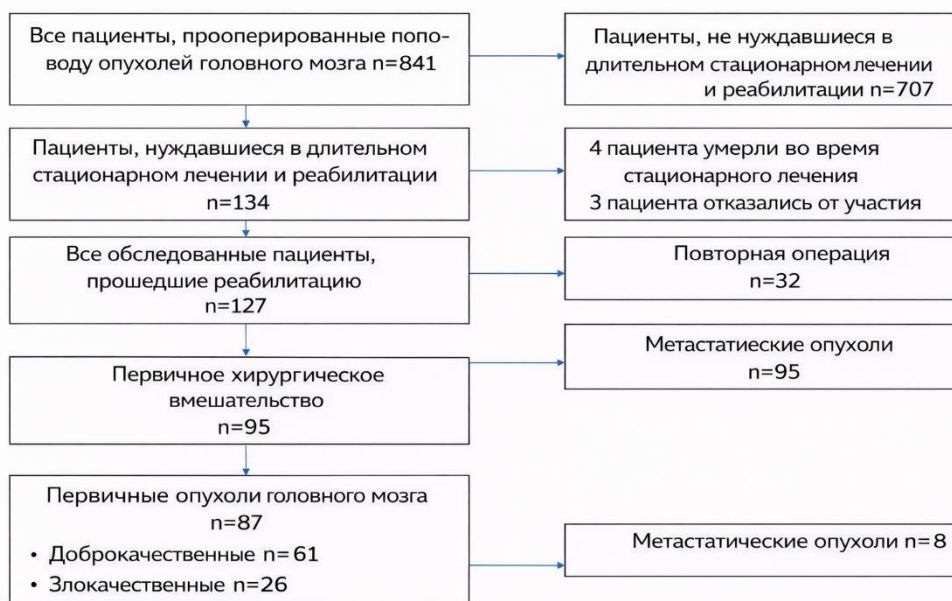 Все пациенты, прооперированные попо-
воду опухолей головного мозга n=841
Пациенты, не нуждавшиеся в
длительном стационарном лечении
и реабилитации n=707
Пациенты, нуждавшиеся в длительном
стационарном лечении и реабилитации
n=134
4 пациента умерли во время
стационарного лечения
3 пациента отказались от участия
Все обследованные пациенты,
прошедшие реабилитацию
n=127
Повторная операция
n=32
Первичное хирургическое
вмешательство
n=95
Метастатиеские опухоли
n=95
Первичные опухоли головного мозга
n=87
• Доброкачественные n=61
• Злокачественные n=26
Метастатические опухоли n=8